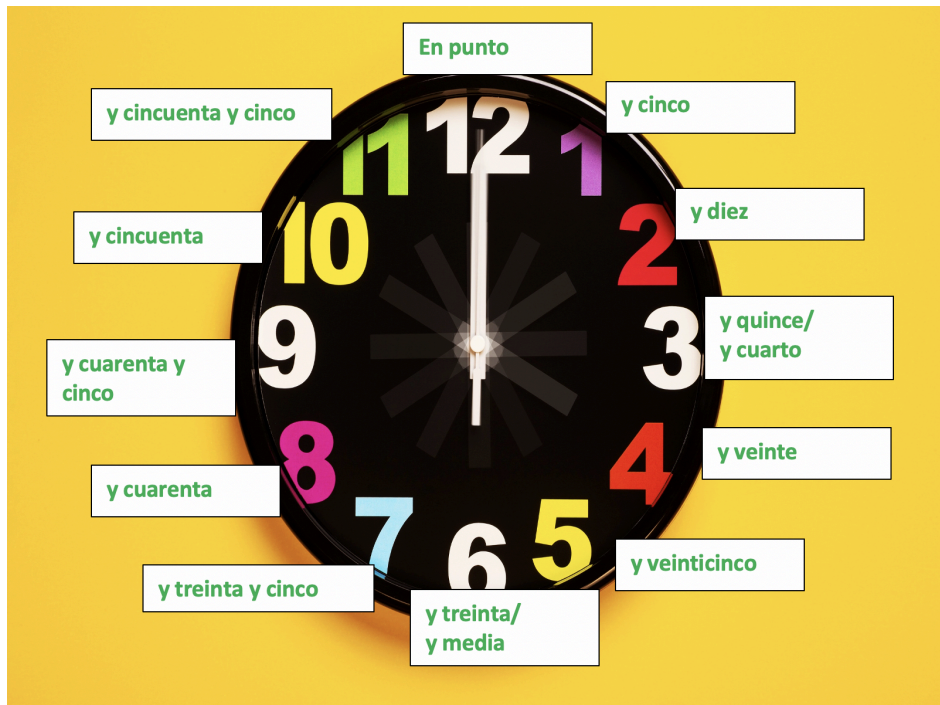 En punto
y cinco
y cincuenta y cinco
12
11
1
y diez
y cincuenta
10
2
y quince/
y cuarto
9
3
y cuarenta y
cinco
8
4
y veinte
y cuarenta
7
5
6
y veinticinco
y treinta y cinco
y treinta/
y media